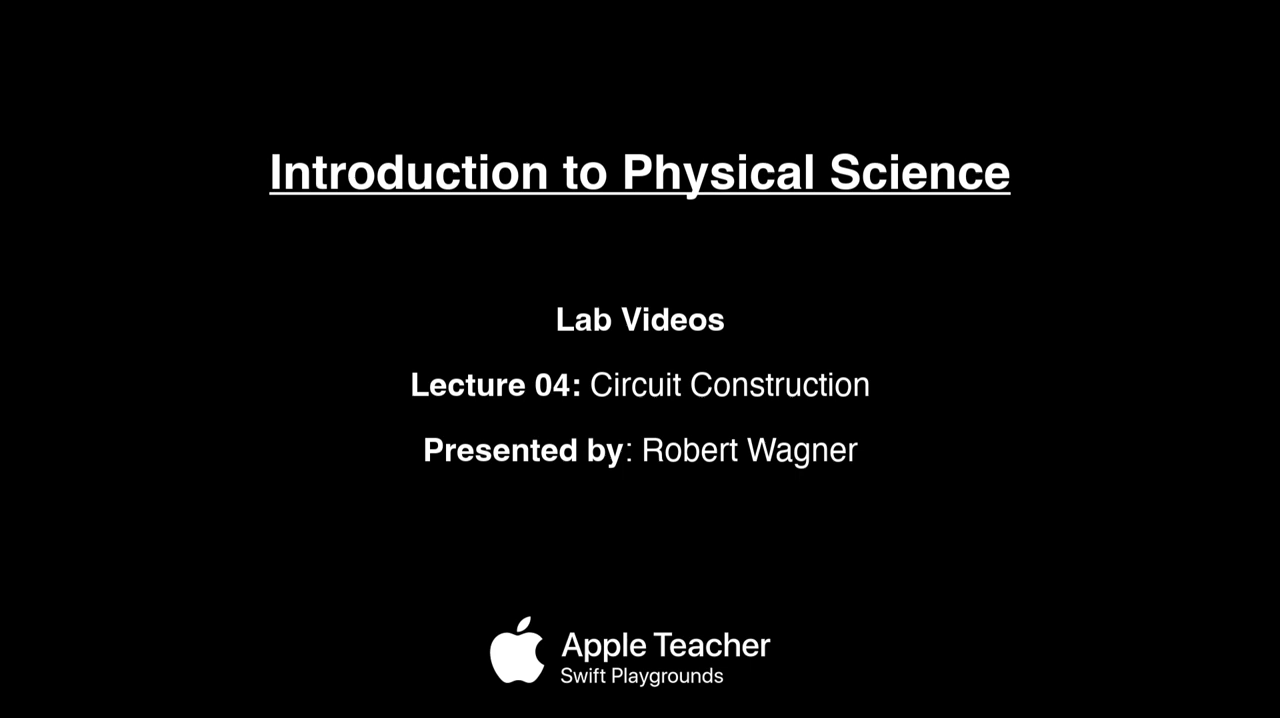 Introduction to Physical Science
Lab Videos
Lecture 04: Circuit Construction
Presented by: Robert Wagner
Apple Teacher
Swift Playgrounds